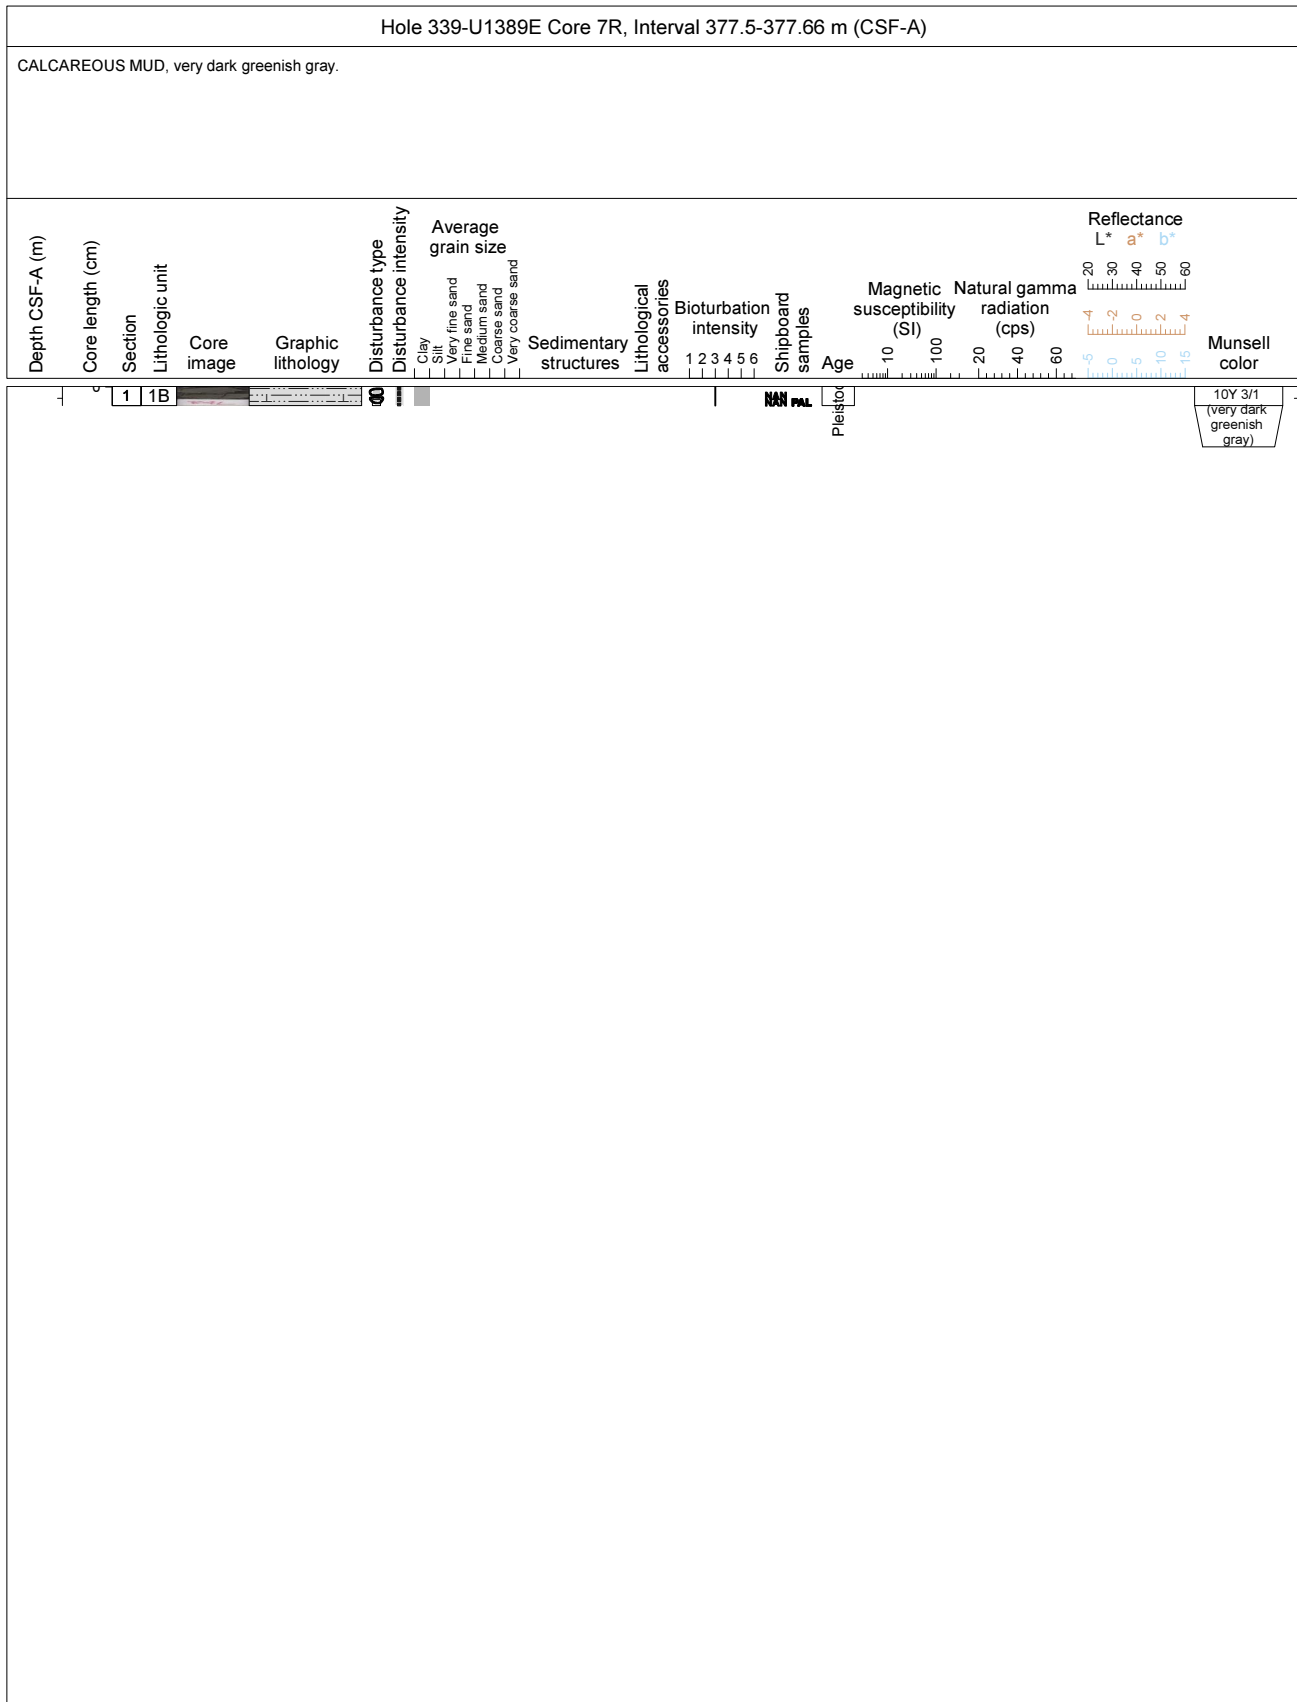 Hole 339-U1389E Core 7R, Interval 377.5-377.66 m (CSF-A)
CALCAREOUS MUD, very dark greenish gray.
Depth CSF-A (m)
Core length (cm)
Section
Lithologic unit
Core
image
Graphic
lithology
Disturbance type
Disturbance intensity
Average
grain size
Clay
Silt
Very fine sand
Fine sand
Medium sand
Coarse sand
Very coarse sand
Sedimentary
structures
Lithological
accessories
Bioturbation
intensity
1 2 3 4 5 6
Shipboard
samples
Age
Magnetic
susceptibility
(SI)
10 100
Natural gamma
radiation
(cps)
20 40 60
Reflectance
L* a* b*
20 30 40 50 60
-4 -2 0 2 4
-5 0 5 10 15
Munsell
color
0
1
1B
NAN
NAN PAL
Pleistoc
10Y 3/1
(very dark
greenish
gray)